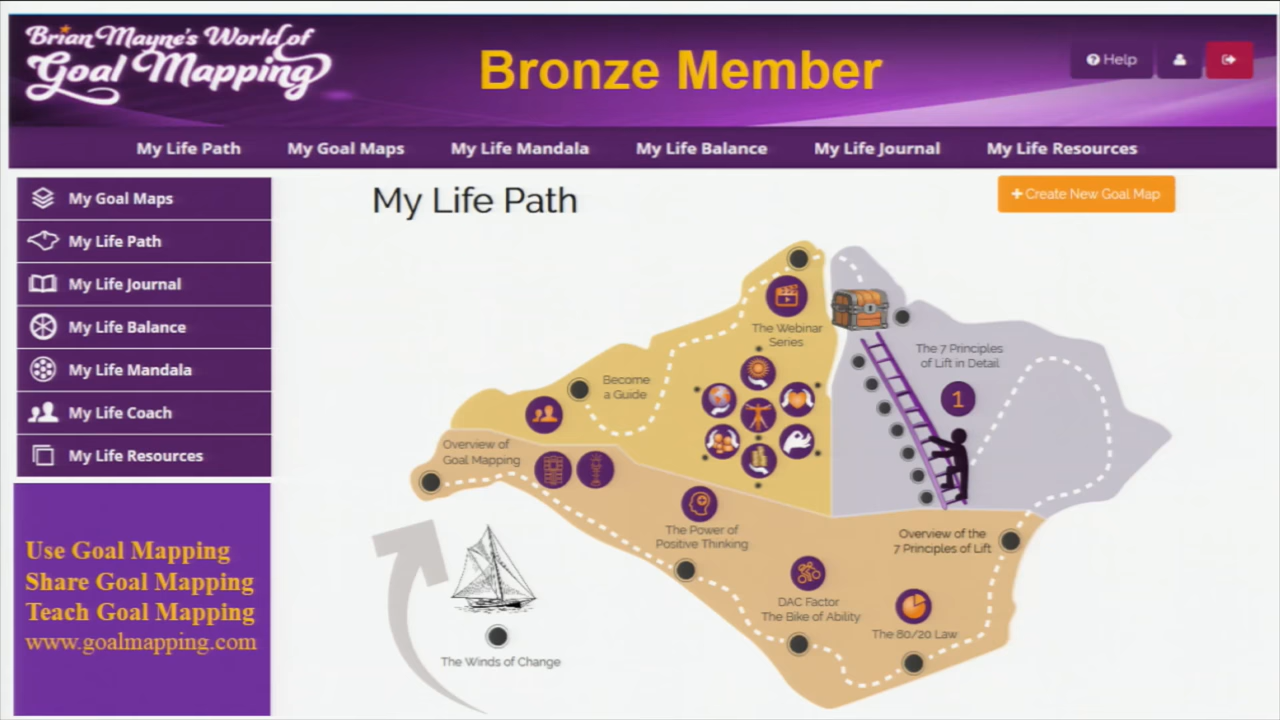 Brian Mayne's World of
Goal Mapping
Bronze Member
Help
My Life Path
My Goal Maps
My Life Mandala
My Life Balance
My Life Journal
My Life Resources
My Goal Maps
My Life Path
My Life Journal
My Life Balance
My Life Mandala
My Life Coach
My Life Resources
Use Goal Mapping
Share Goal Mapping
Teach Goal Mapping
www.goalmapping.com
My Life Path
+ Create New Goal Map
The Webinar
Series
The 7 Principles
of Lift in Detail
1
Become
a Guide
Overview of
Goal Mapping
The Power of
Positive Thinking
Overview of the
7 Principles of Lift
DAC Factor
The Bike of Ability
The 80/20 Law
The Winds of Change